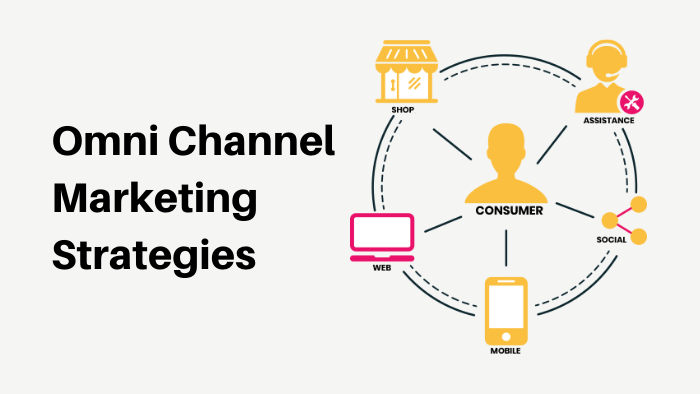 Omni Channel
Marketing
Strategies
SHOP
ASSISTANCE
CONSUMER
SOCIAL
WEB
MOBILE